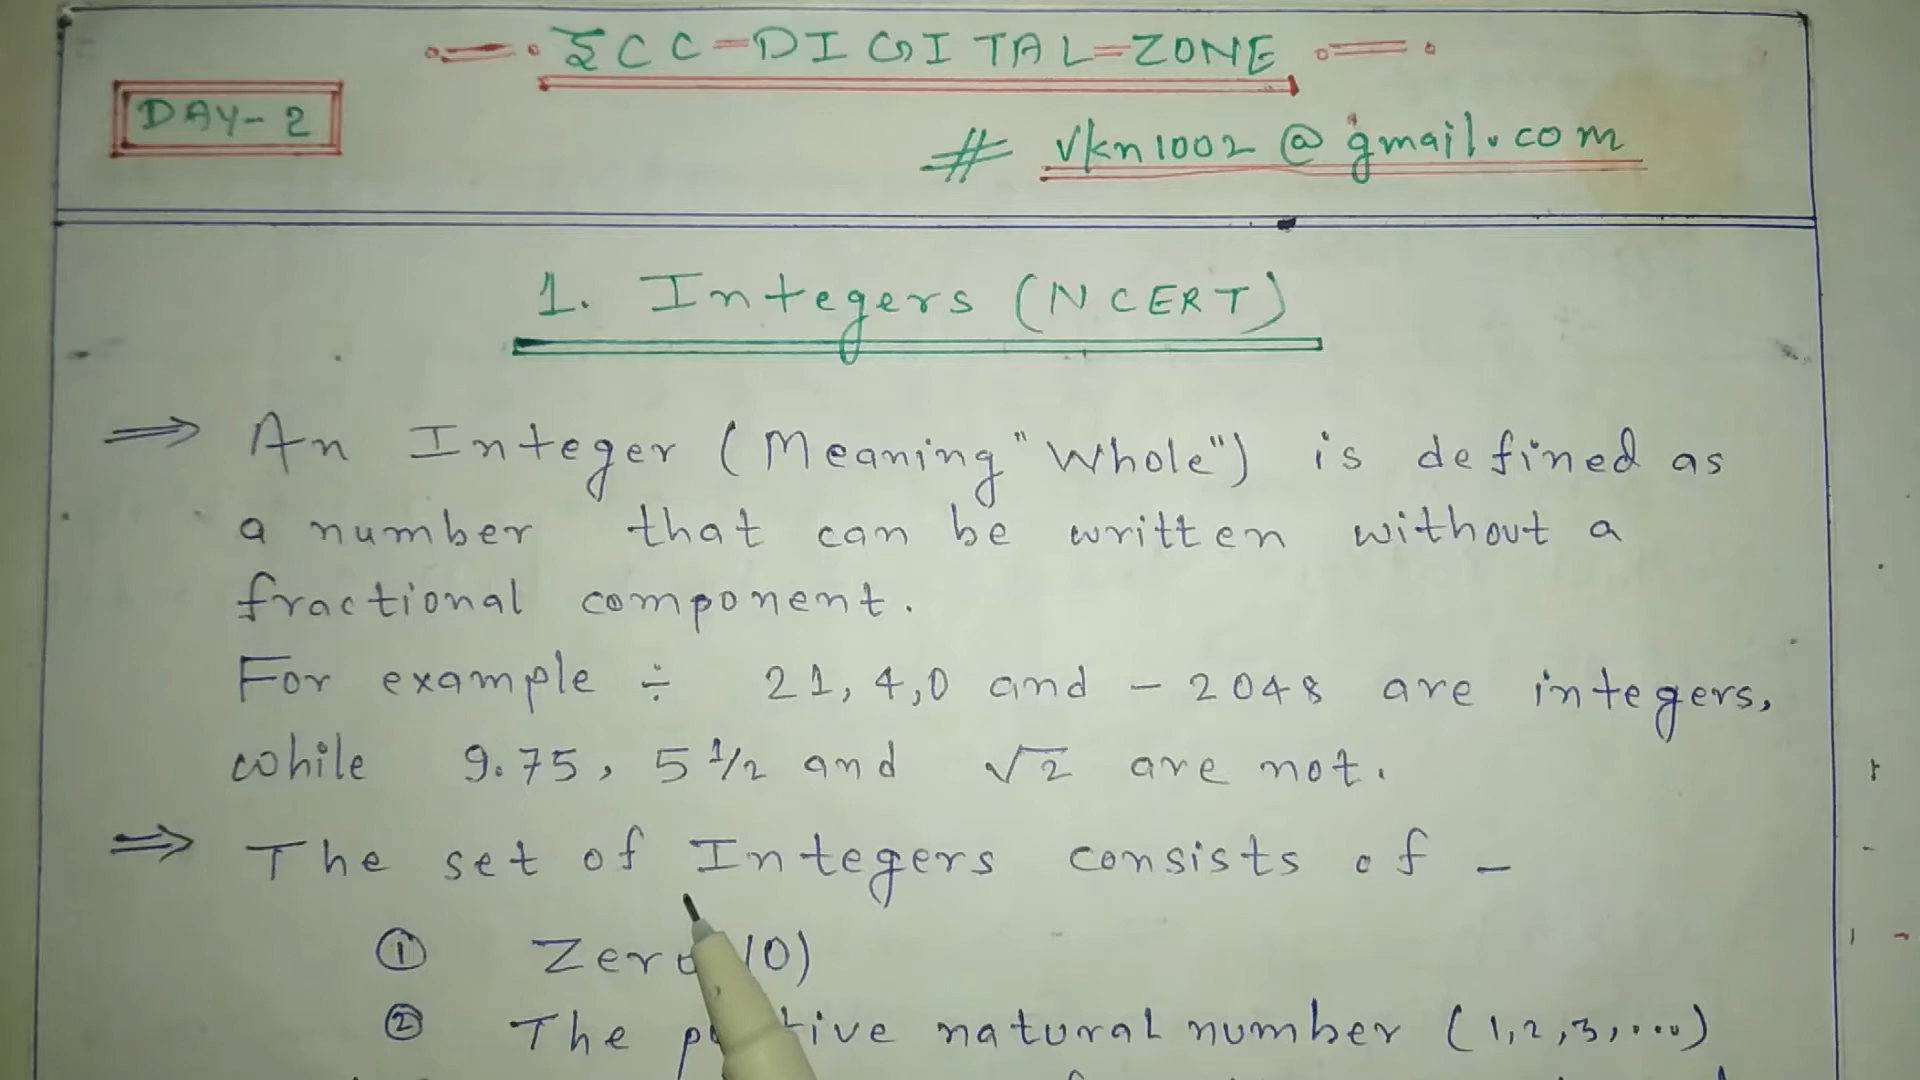 ECC-DIGITAL-ZONE
DAY-2
# vkn1002@gmail.com
1. Integers (NCERT)
⇒ An Integer (Meaning "Whole") is defined as
a number that can be written without a
fractional component.
For example ÷ 21, 4, 0 and - 2048 are integers,
while 9.75, 5 1/2 and √2 are not.
⇒ The set of Integers consists of -
① Zero (0)
② The natural number (1, 2, 3, ...)